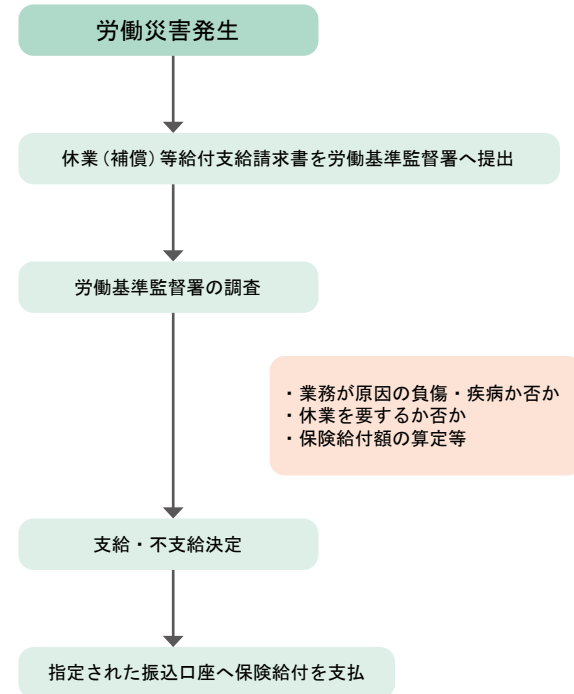 労働災害発生
休業(補償)等給付支給請求書を労働基準監督署へ提出
労働基準監督署の調査
・業務が原因の負傷・疾病か否か
・休業を要するか否か
・保険給付額の算定等
支給・不支給決定
指定された振込口座へ保険給付を支払